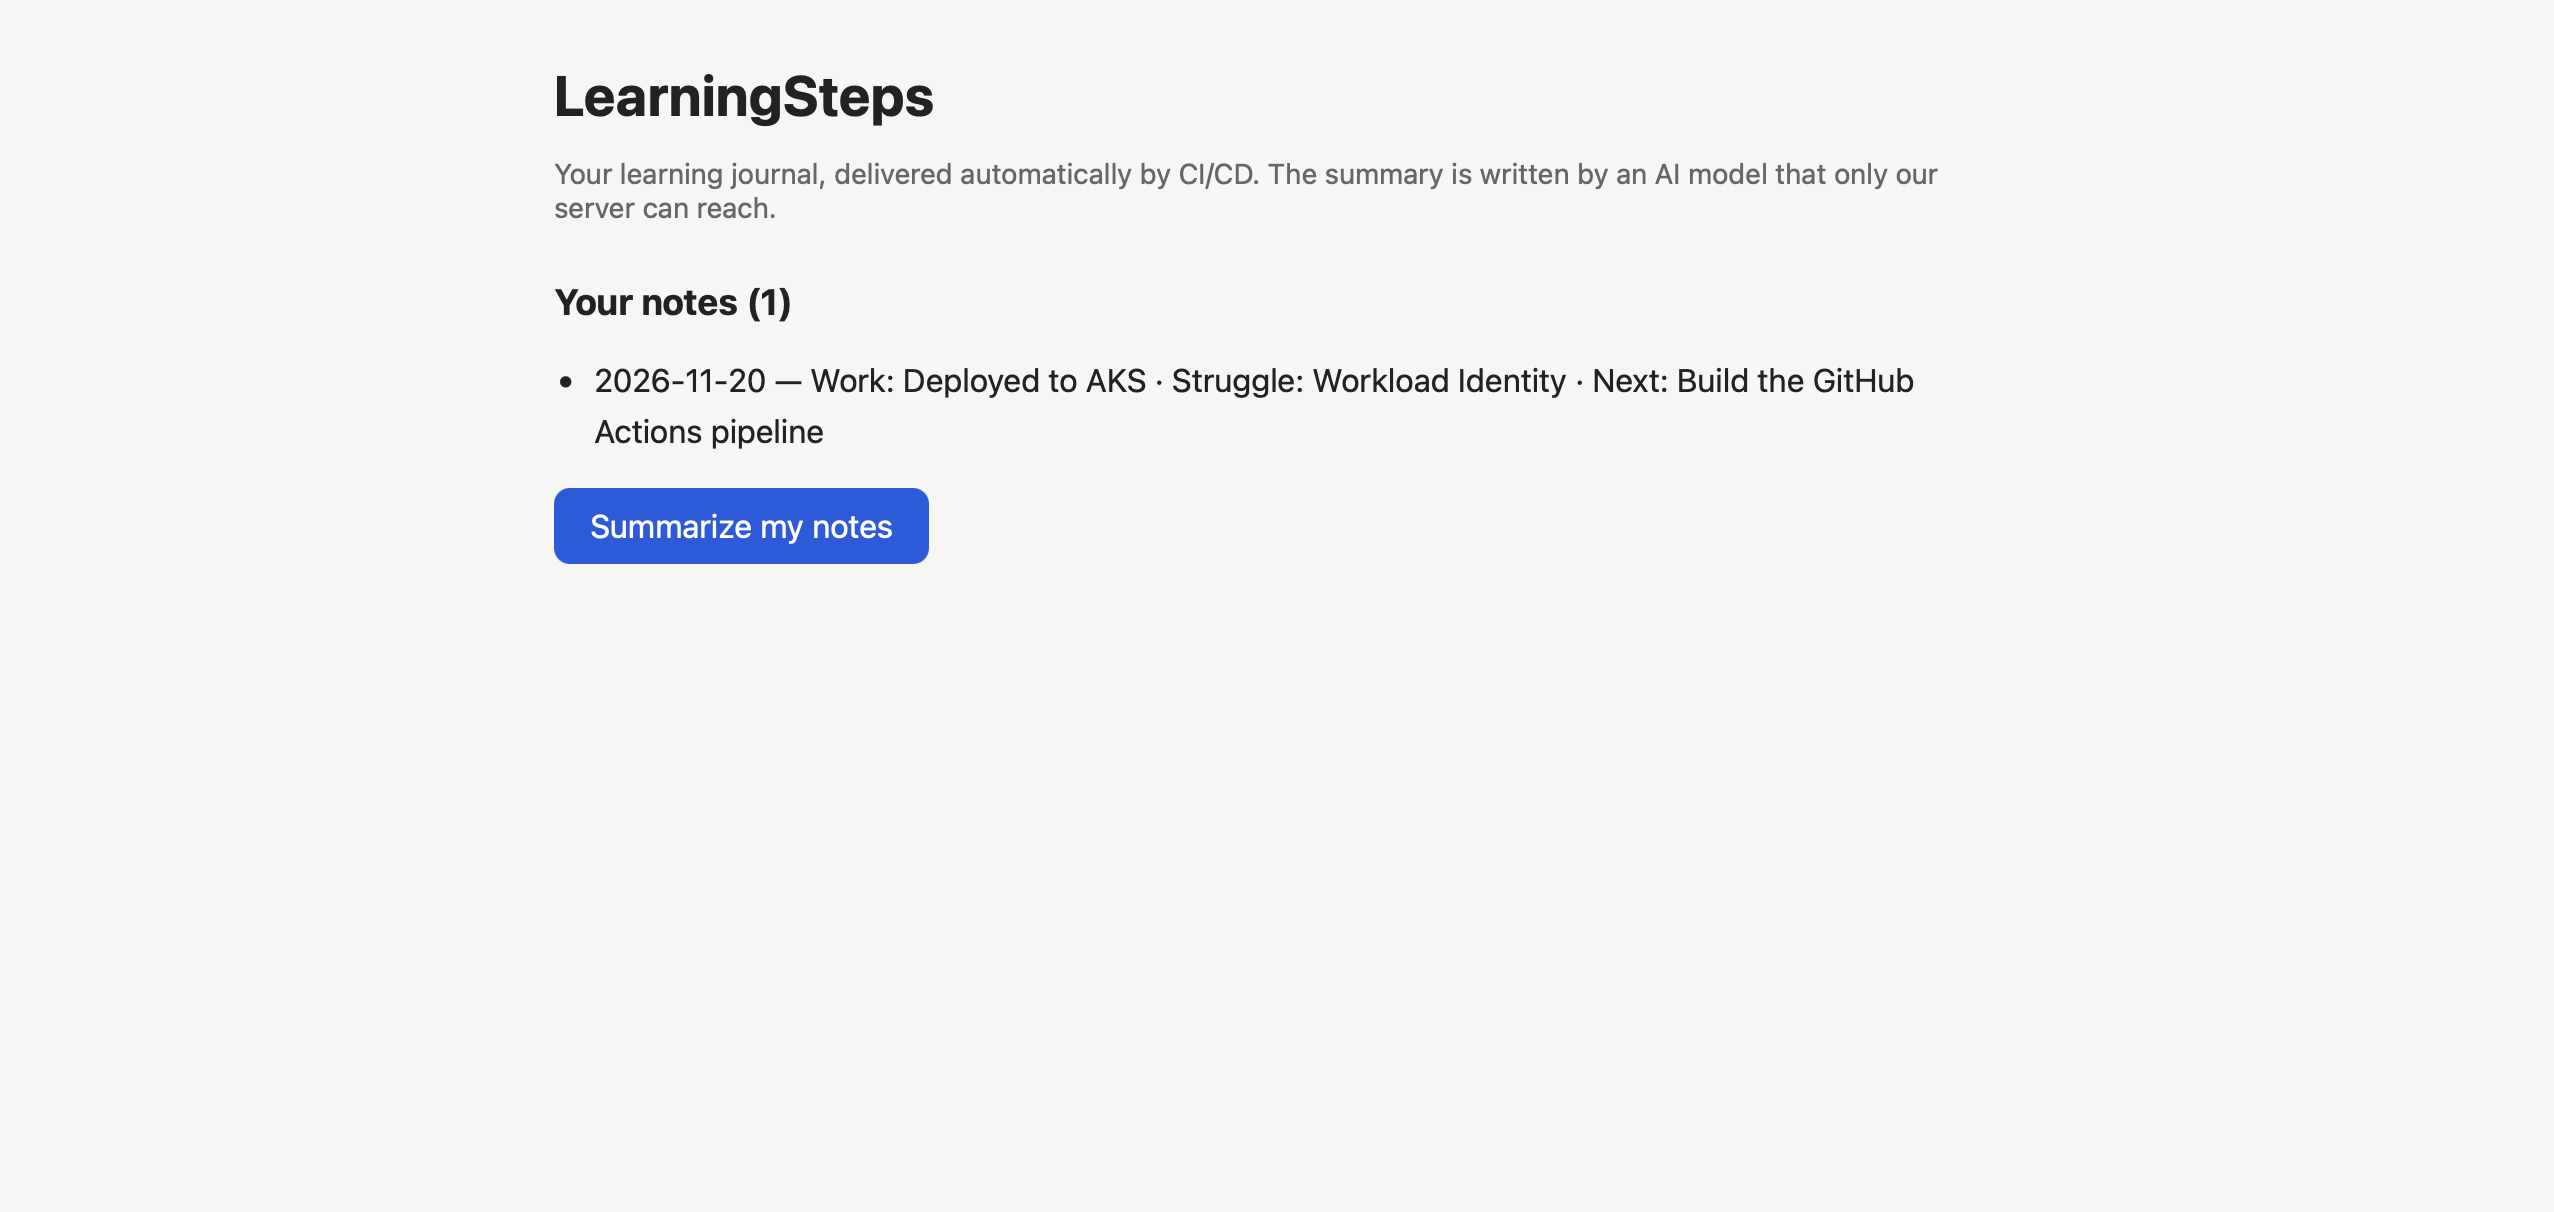 LearningSteps
Your learning journal, delivered automatically by CI/CD. The summary is written by an AI model that only our
server can reach.
Your notes (1)
• 2026-11-20 — Work: Deployed to AKS · Struggle: Workload Identity · Next: Build the GitHub
Actions pipeline
Summarize my notes